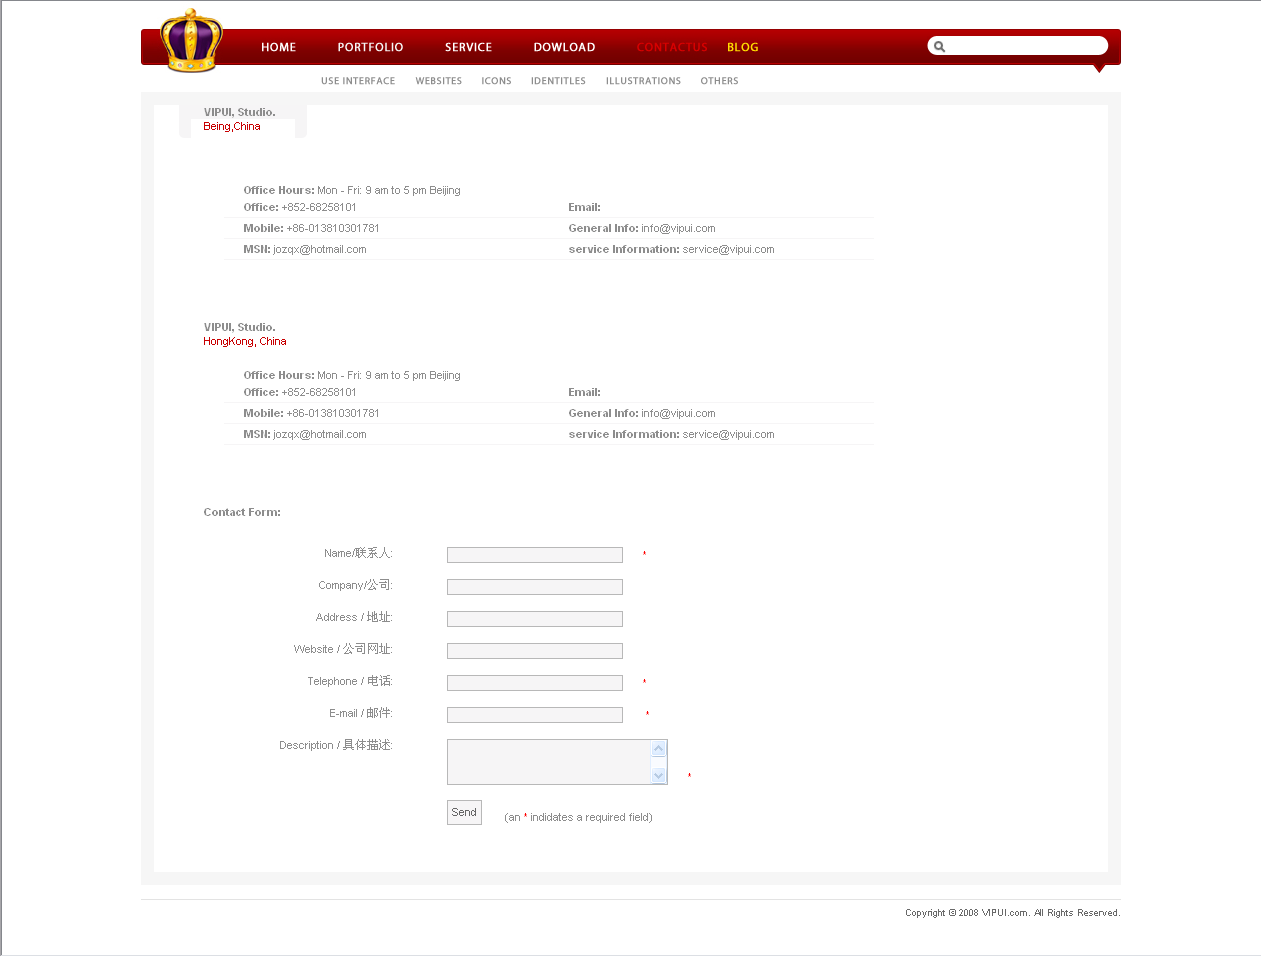 HOME PORTFOLIO SERVICE DOWLOAD CONTACTUS BLOG
USE INTERFACE WEBSITES ICONS IDENTITLES ILLUSTRATIONS OTHERS
VIPUI, Studio.
Being,China
Office Hours: Mon - Fri: 9 am to 5 pm Beijing
Office: +852-68258101 Email:
Mobile: +86-013810301781 General Info: info@vipui.com
MSN: jozqx@hotmail.com service Information: service@vipui.com
VIPUI, Studio.
HongKong, China
Office Hours: Mon - Fri: 9 am to 5 pm Beijing
Office: +852-68258101 Email:
Mobile: +86-013810301781 General Info: info@vipui.com
MSN: jozqx@hotmail.com service Information: service@vipui.com
Contact Form:
Name/联系人: *
Company/公司:
Address / 地址:
Website / 公司网址:
Telephone / 电话: *
E-mail / 邮件: *
Description / 具体描述: *
Send (an * indidates a required field)
Copyright © 2008 VIPUI.com. All Rights Reserved.